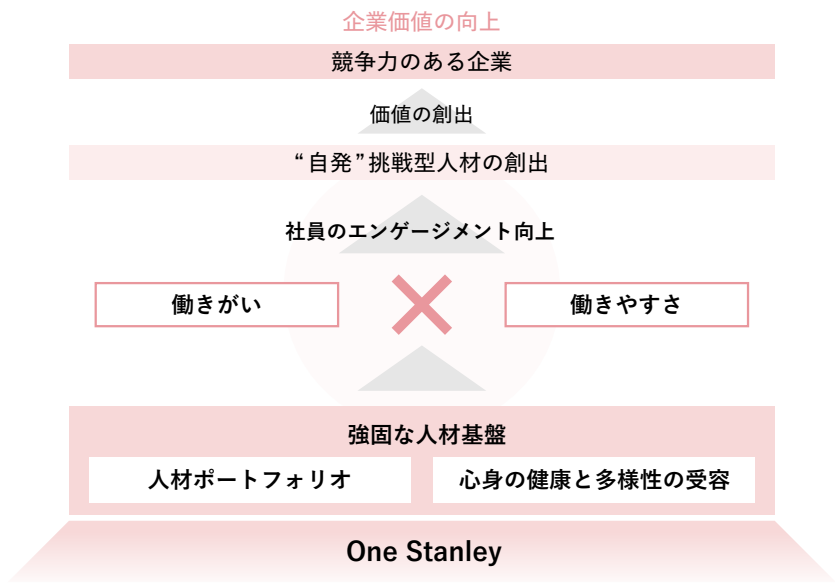 企業価値の向上
競争力のある企業
価値の創出
“自発”挑戦型人材の創出
社員のエンゲージメント向上
働きがい
働きやすさ
強固な人材基盤
人材ポートフォリオ
心身の健康と多様性の受容
One Stanley